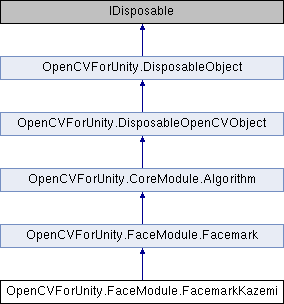 IDisposable
OpenCVForUnity.DisposableObject
OpenCVForUnity.DisposableOpenCVObject
OpenCVForUnity.CoreModule.Algorithm
OpenCVForUnity.FaceModule.Facemark
OpenCVForUnity.FaceModule.FacemarkKazemi